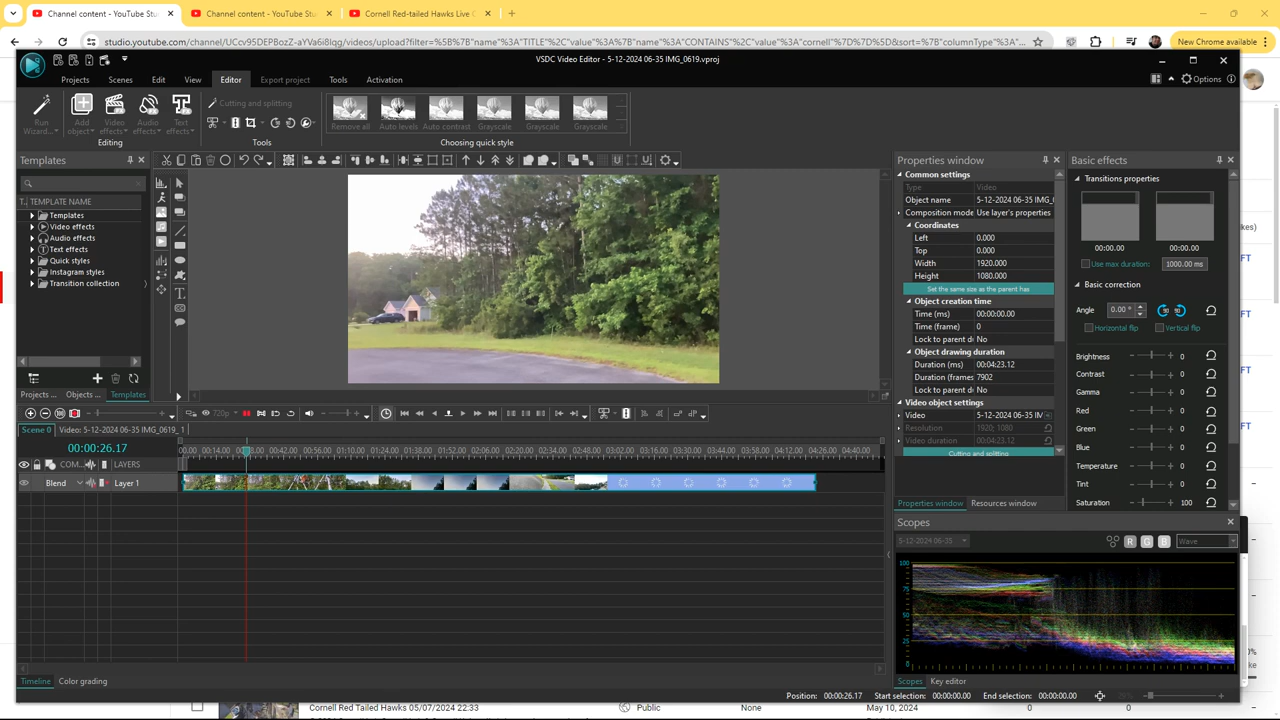 Channel content - YouTube Stu
Channel content - YouTube Stu
Cornell Red-tailed Hawks Live C
studio.youtube.com/channel/UCcv95DEPBozZ-aYVa6i8Iqg/videos/upload?filter=%5B%7B"name"%3A"TITLE"%2C"value"%3A%7B"name"%3A"CONTAINS"%2C"value"%3A"cornell"%7D%7D%5D&sort=%7B"columnType"%3A...
New Chrome available
VSDC Video Editor - 5-12-2024 06-35 IMG_0619.vproj
Projects Scenes Edit View Editor Export project Tools Activation
Options
Cutting and splitting
Run Wizard...
Add object
Video effects
Audio effects
Text effects
Remove all
Auto levels
Auto contrast
Grayscale
Grayscale
Grayscale
Editing
Tools
Choosing quick style
Templates
T.. TEMPLATE NAME
Templates
Video effects
Audio effects
Text effects
Quick styles
Instagram styles
Transition collection
Projects ...
Objects ...
Templates
Properties window
Common settings
Type Video
Object name 5-12-2024 06-35 IMG_(
Composition mode Use layer's properties
Coordinates
Left 0.000
Top 0.000
Width 1920.000
Height 1080.000
Set the same size as the parent has
Object creation time
Time (ms) 00:00:00.00
Time (frame) 0
Lock to parent d No
Object drawing duration
Duration (ms) 00:04:23.12
Duration (frames 7902
Lock to parent d No
Video object settings
Video 5-12-2024 06-35 IM
Resolution 1920; 1080
Video duration 00:04:23.12
Cutting and splitting
Properties window
Resources window
Basic effects
Transitions properties
00:00.00
00:00.00
Use max duration: 1000.00 ms
Basic correction
Angle 0.00 °
90 90
Horizontal flip
Vertical flip
Brightness 0
Contrast 0
Gamma 0
Red 0
Green 0
Blue 0
Temperature 0
Tint 0
Saturation 100
720p
Scene 0
Video: 5-12-2024 06-35 IMG_0619_1
00:00:26.17
COM...
LAYERS
Blend
Layer 1
Scopes
5-12-2024 06-35
R G B
Wave
100
75
50
25
0
Scopes
Key editor
Timeline
Color grading
Position: 00:00:26.17
Start selection: 00:00:00.00
End selection: 00:00:00.00
Cornell Red Tailed Hawks 05/07/2024 22:33
Public
None
May 10, 2024
0
0